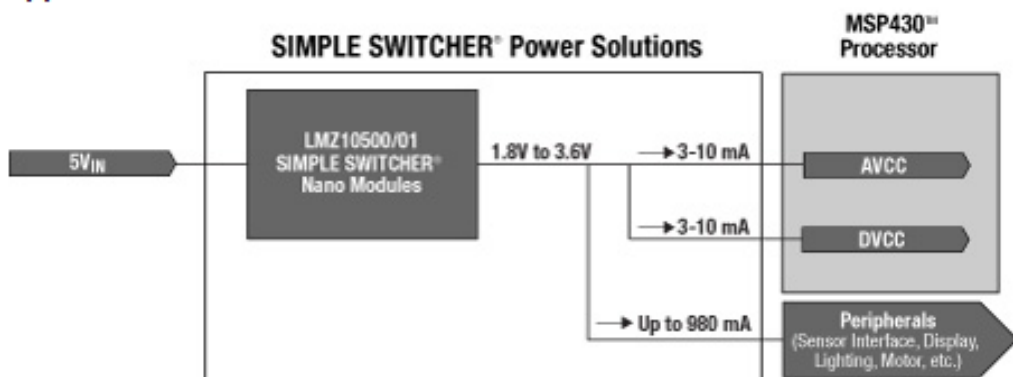 SIMPLE SWITCHER® Power Solutions
MSP430™
Processor
5VIN
LMZ10500/01
SIMPLE SWITCHER®
Nano Modules
1.8V to 3.6V
3-10 mA
AVCC
3-10 mA
DVCC
Up to 980 mA
Peripherals
(Sensor Interface, Display,
Lighting, Motor, etc.)